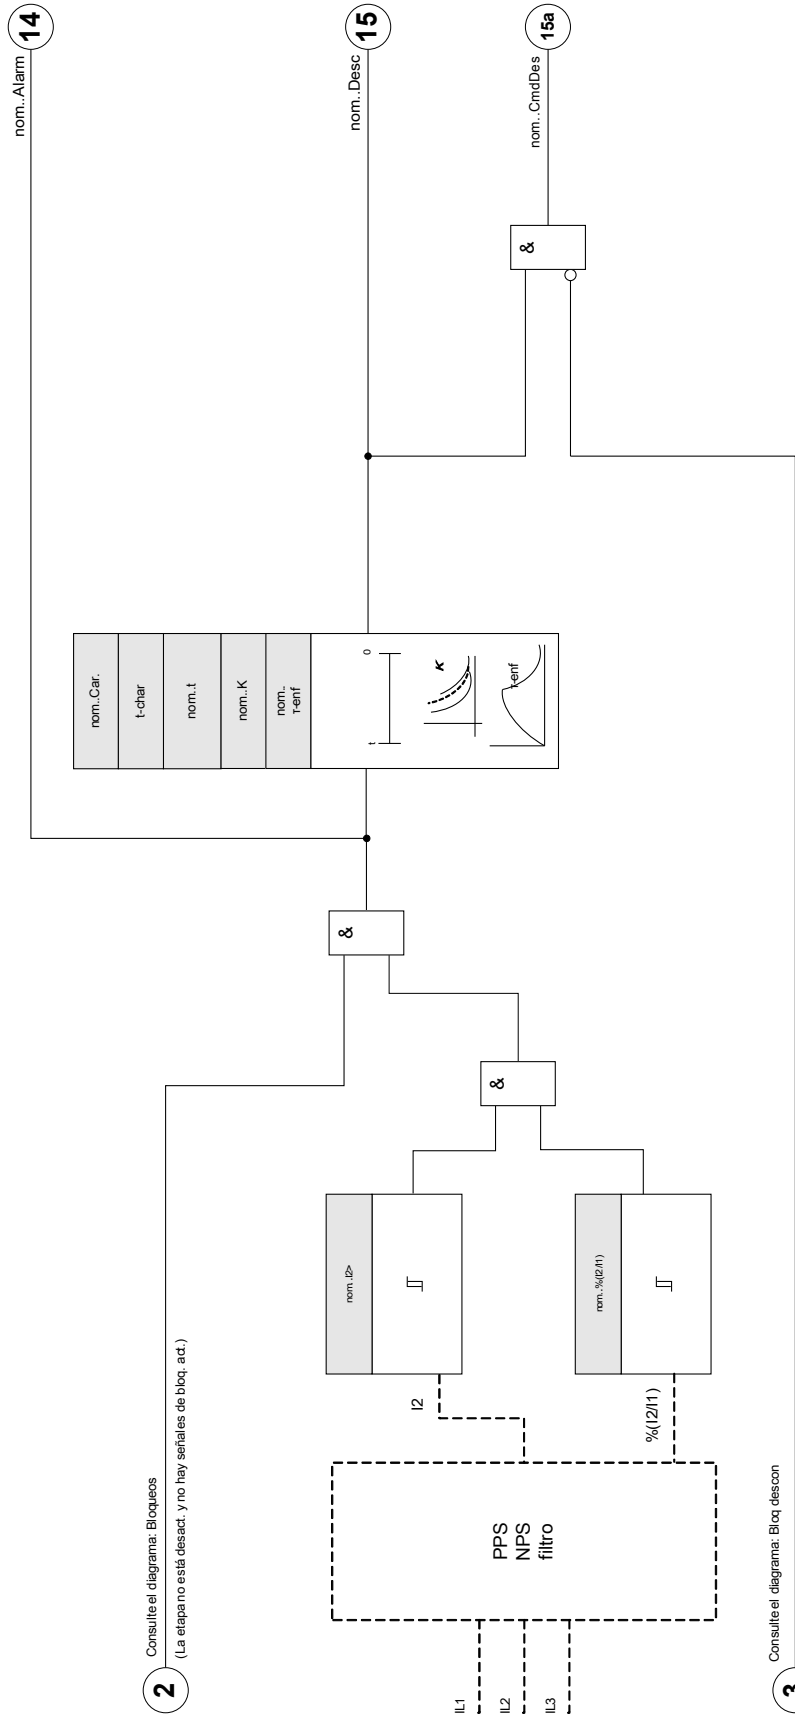 2
Consulte el diagrama: Bloqueos
(La etapa no está desact. y no hay señales de bloq. act.)
IL1
IL2
IL3
PPS
NPS
filtro
I2
%(I2/I1)
nom..I2>
nom..%(I2/I1)
&
&
nom..Car.
t-char
nom..t
nom..K
nom..
τ-enf
t
0
K
τ-enf
&
nom..Alarm
14
nom..Desc
15
nom..CmdDes
15a
3
Consulte el diagrama: Bloq descon